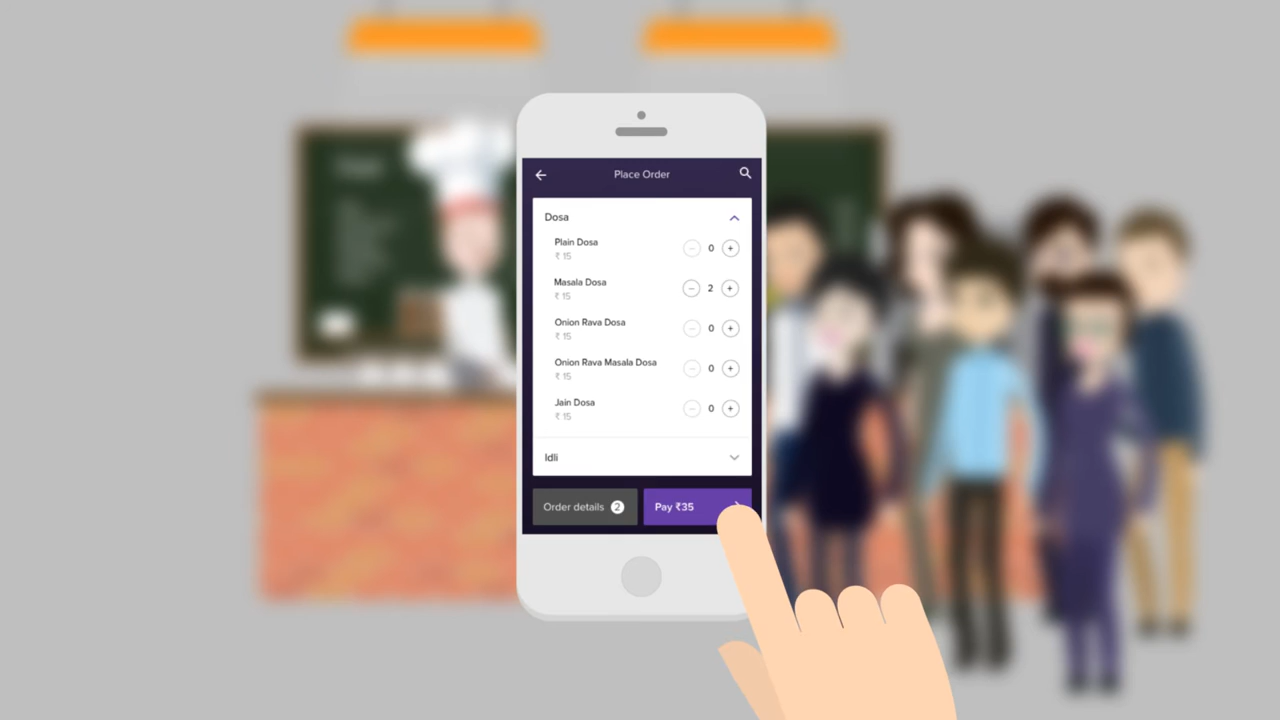 Place Order
Dosa
Plain Dosa
₹ 15
− 0 +
Masala Dosa
₹ 15
− 2 +
Onion Rava Dosa
₹ 15
− 0 +
Onion Rava Masala Dosa
₹ 15
− 0 +
Jain Dosa
₹ 15
− 0 +
Idli
Order details 2
Pay ₹35